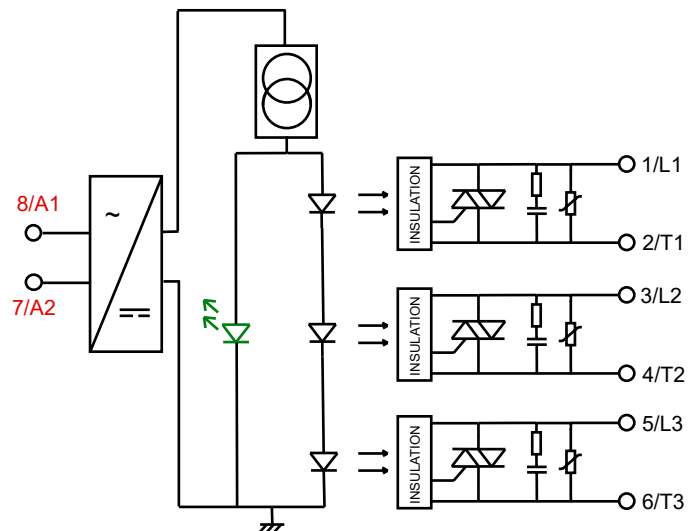 8/A1
7/A2
~
INSULATION
1/L1
2/T1
INSULATION
3/L2
4/T2
INSULATION
5/L3
6/T3